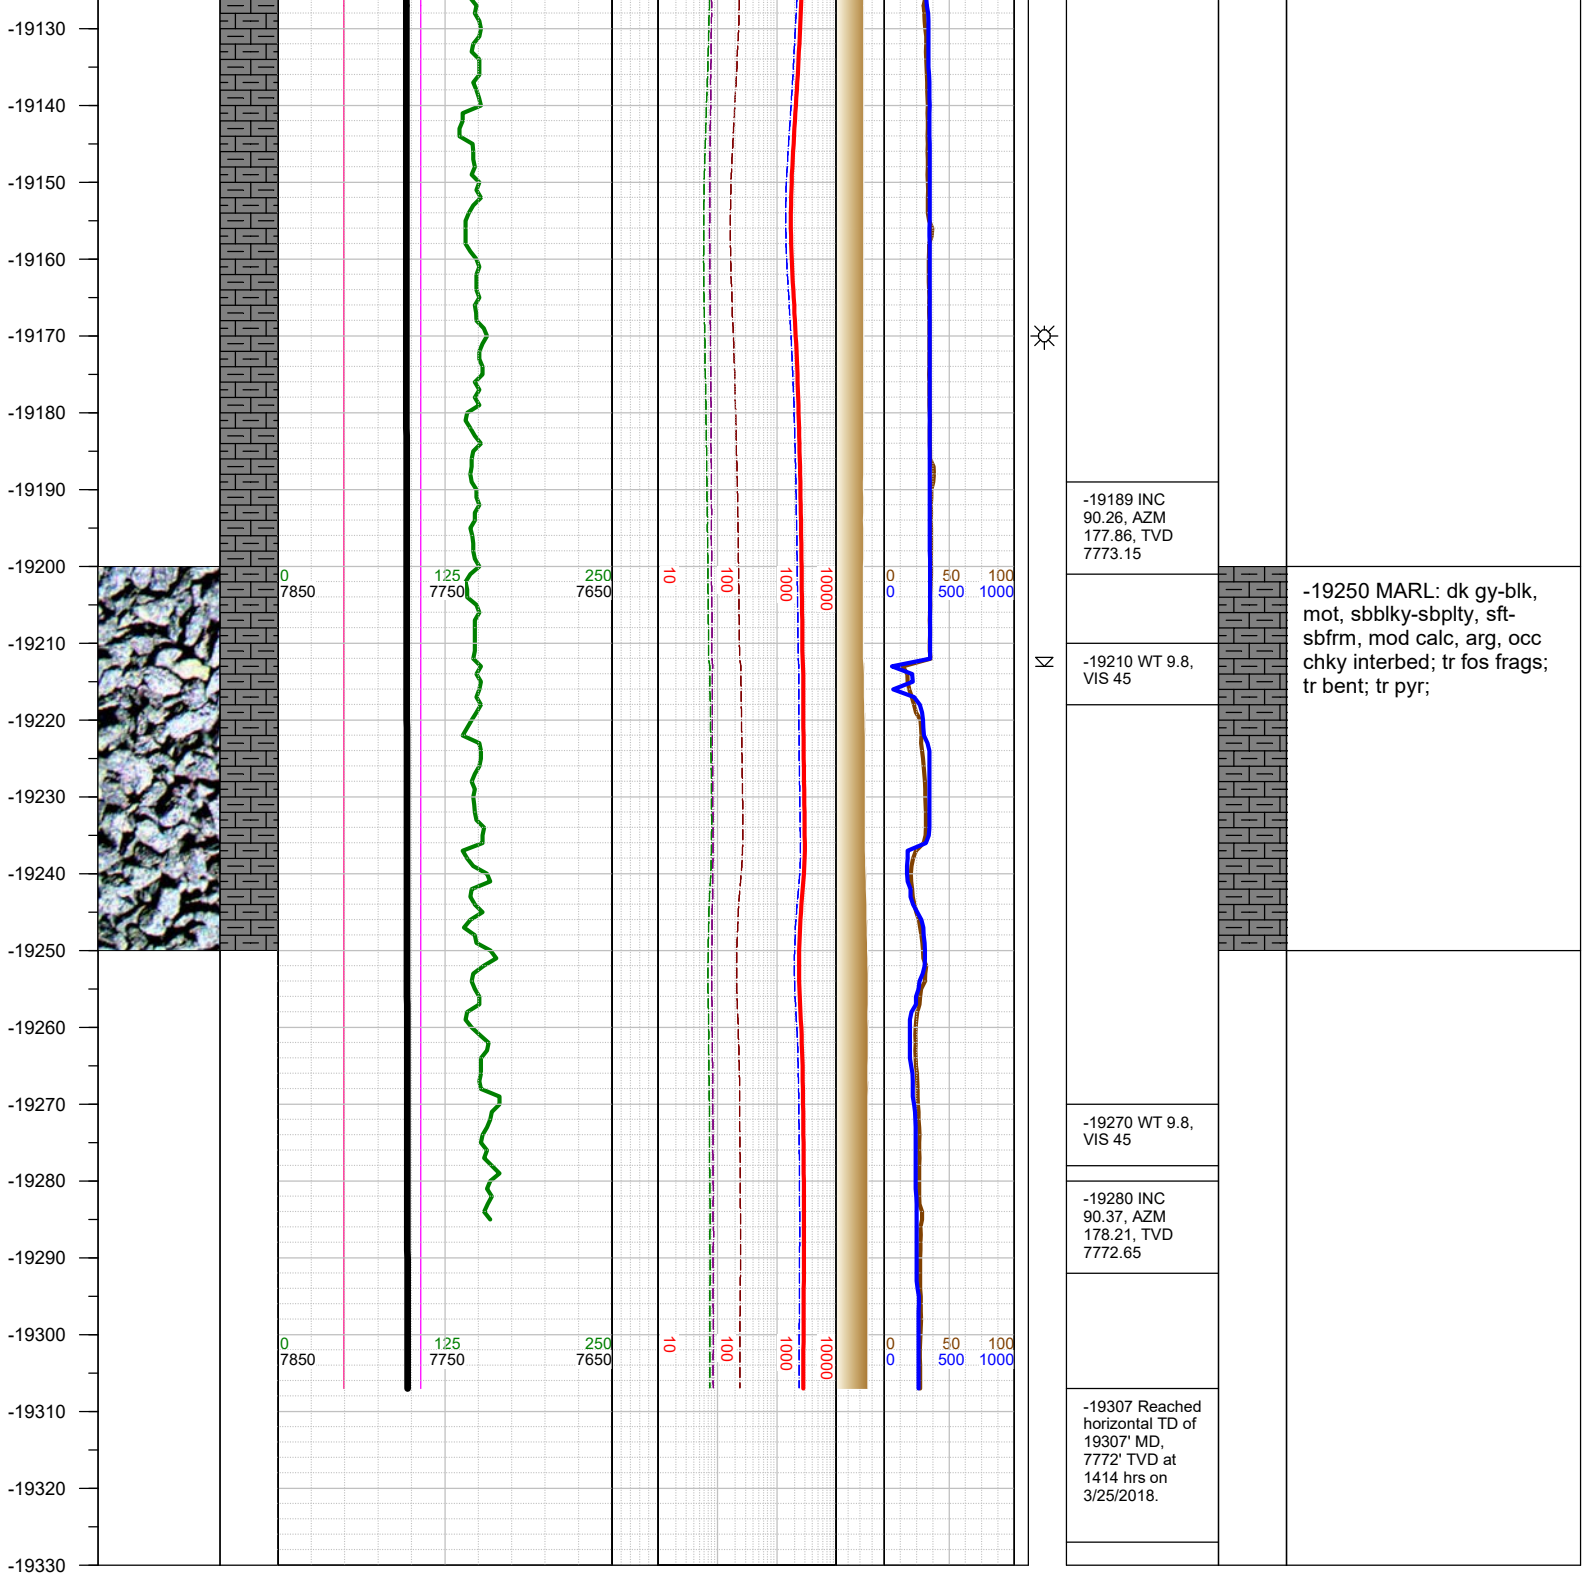 -19130
-19140
-19150
-19160
-19170
-19180
-19190
-19189 INC
90.26, AZM
177.86, TVD
7773.15
-19200
0 125 250
7850 7750 7650
10 100 1000 10000
0 50 100
0 500 1000
-19250 MARL: dk gy-blk,
mot, sbblky-sbplty, sft-
sbfrm, mod calc, arg, occ
chky interbed; tr fos frags;
tr bent; tr pyr;
-19210
-19210 WT 9.8,
VIS 45
-19220
-19230
-19240
-19250
-19260
-19270
-19270 WT 9.8,
VIS 45
-19280
-19280 INC
90.37, AZM
178.21, TVD
7772.65
-19290
-19300
0 125 250
7850 7750 7650
10 100 1000 10000
0 50 100
0 500 1000
-19310
-19307 Reached
horizontal TD of
19307' MD,
7772' TVD at
1414 hrs on
3/25/2018.
-19320
-19330